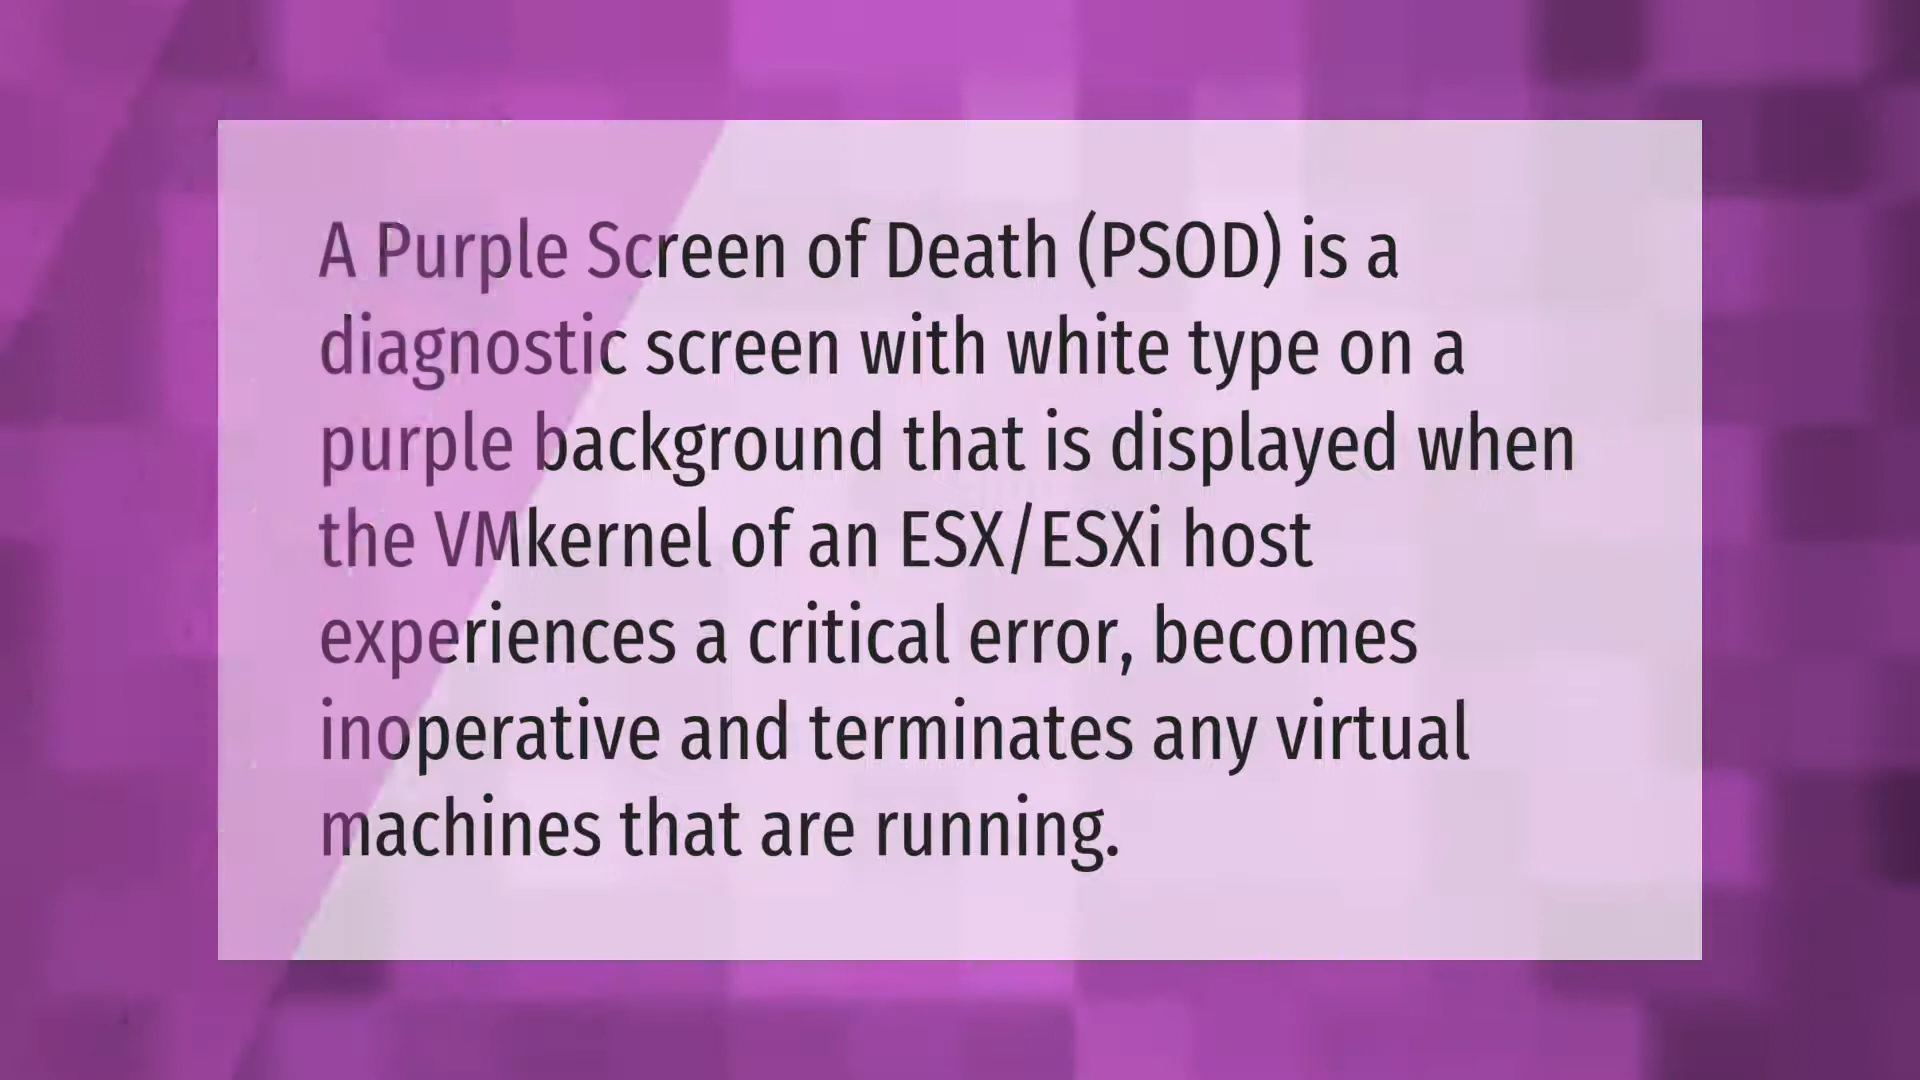 A Purple Screen of Death (PSOD) is a
diagnostic screen with white type on a
purple background that is displayed when
the VMkernel of an ESX/ESXi host
experiences a critical error, becomes
inoperative and terminates any virtual
machines that are running.